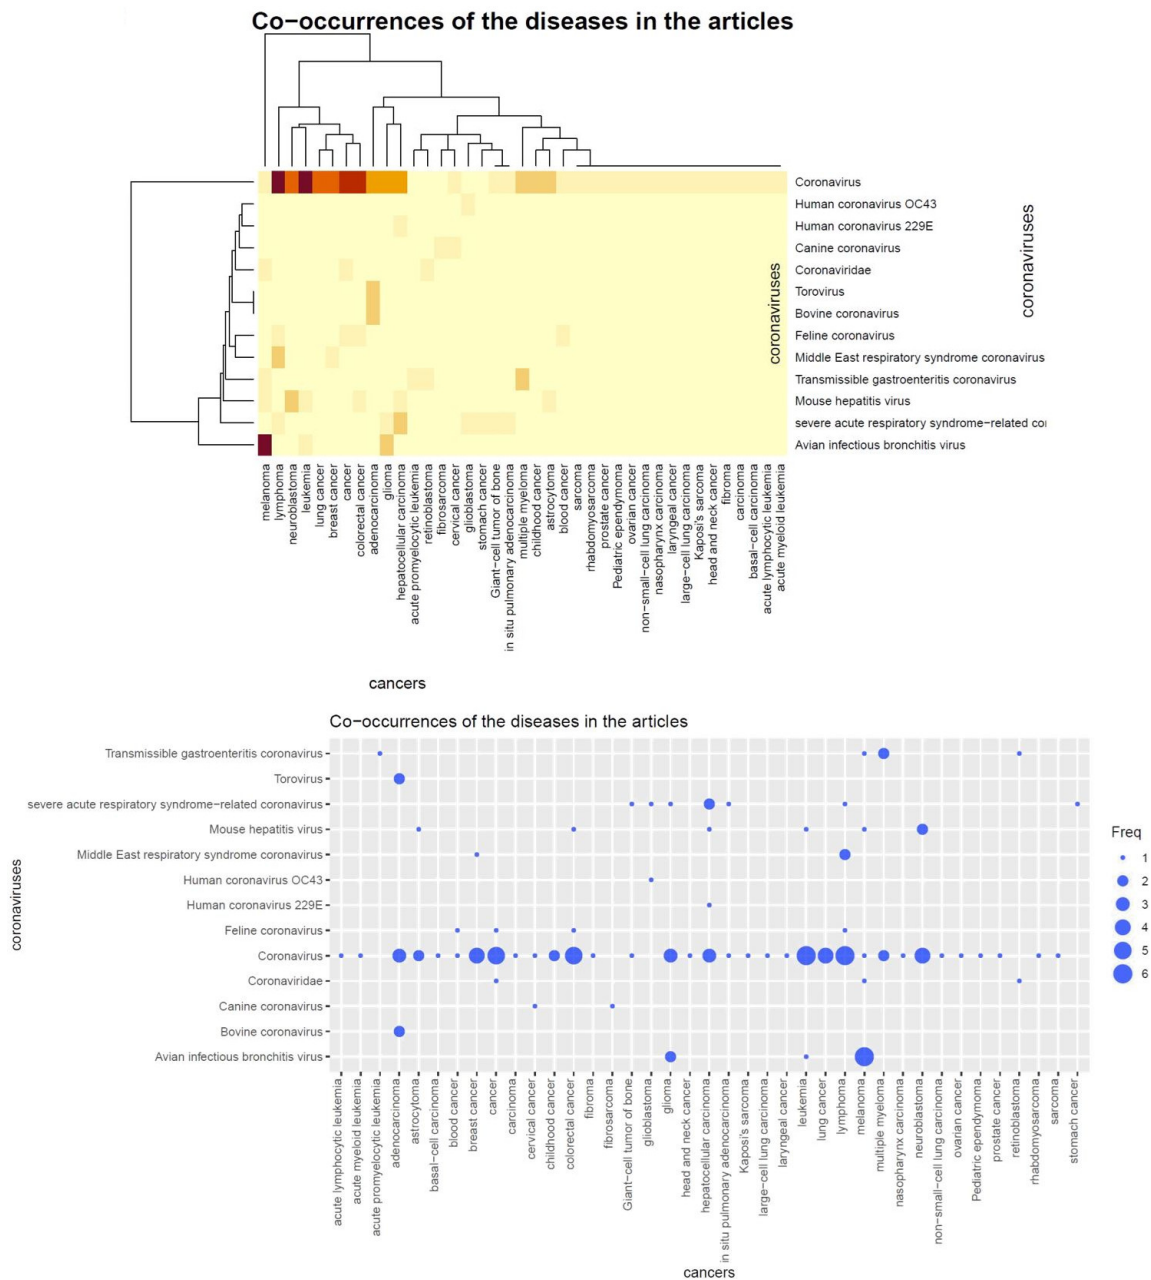 Co−occurrences of the diseases in the articles
Coronavirus
Human coronavirus OC43
Human coronavirus 229E
Canine coronavirus
Coronaviridae
Torovirus
Bovine coronavirus
Feline coronavirus
Middle East respiratory syndrome coronavirus
Transmissible gastroenteritis coronavirus
Mouse hepatitis virus
severe acute respiratory syndrome−related co
Avian infectious bronchitis virus
coronaviruses
coronaviruses
melanoma
lymphoma
neuroblastoma
leukemia
lung cancer
breast cancer
cancer
colorectal cancer
adenocarcinoma
glioma
hepatocellular carcinoma
acute promyelocytic leukemia
retinoblastoma
fibrosarcoma
cervical cancer
glioblastoma
stomach cancer
Giant−cell tumor of bone
in situ pulmonary adenocarcinoma
multiple myeloma
childhood cancer
astrocytoma
blood cancer
sarcoma
rhabdomyosarcoma
prostate cancer
Pediatric ependymoma
ovarian cancer
non−small−cell lung carcinoma
nasopharynx carcinoma
laryngeal cancer
large−cell lung carcinoma
Kaposi's sarcoma
head and neck cancer
fibroma
carcinoma
basal−cell carcinoma
acute lymphocytic leukemia
acute myeloid leukemia
cancers
Co−occurrences of the diseases in the articles
Transmissible gastroenteritis coronavirus
Torovirus
severe acute respiratory syndrome−related coronavirus
Mouse hepatitis virus
Middle East respiratory syndrome coronavirus
Human coronavirus OC43
Human coronavirus 229E
Feline coronavirus
Coronavirus
Coronaviridae
Canine coronavirus
Bovine coronavirus
Avian infectious bronchitis virus
coronaviruses
Freq
1
2
3
4
5
6
acute lymphocytic leukemia
acute myeloid leukemia
acute promyelocytic leukemia
adenocarcinoma
astrocytoma
basal−cell carcinoma
blood cancer
breast cancer
cancer
carcinoma
cervical cancer
childhood cancer
colorectal cancer
fibroma
fibrosarcoma
Giant−cell tumor of bone
glioblastoma
glioma
head and neck cancer
hepatocellular carcinoma
in situ pulmonary adenocarcinoma
Kaposi's sarcoma
large−cell lung carcinoma
laryngeal cancer
leukemia
lung cancer
lymphoma
melanoma
multiple myeloma
nasopharynx carcinoma
neuroblastoma
non−small−cell lung carcinoma
ovarian cancer
Pediatric ependymoma
prostate cancer
retinoblastoma
rhabdomyosarcoma
sarcoma
stomach cancer
cancers